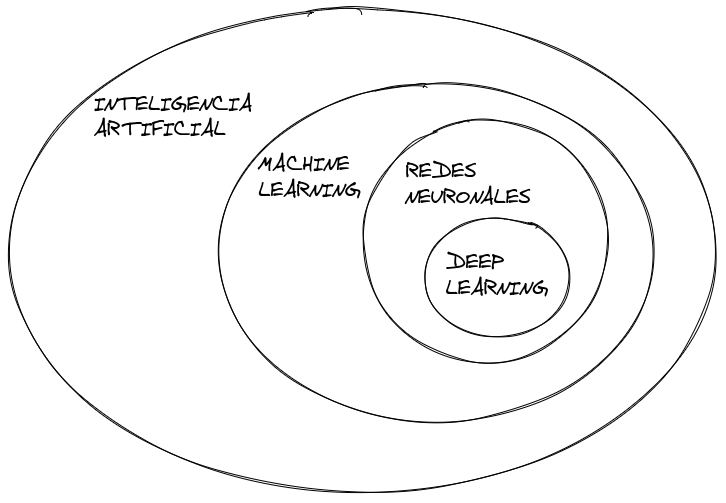 INTELIGENCIA
ARTIFICIAL
MACHINE
LEARNING
REDES
NEURONALES
DEEP
LEARNING